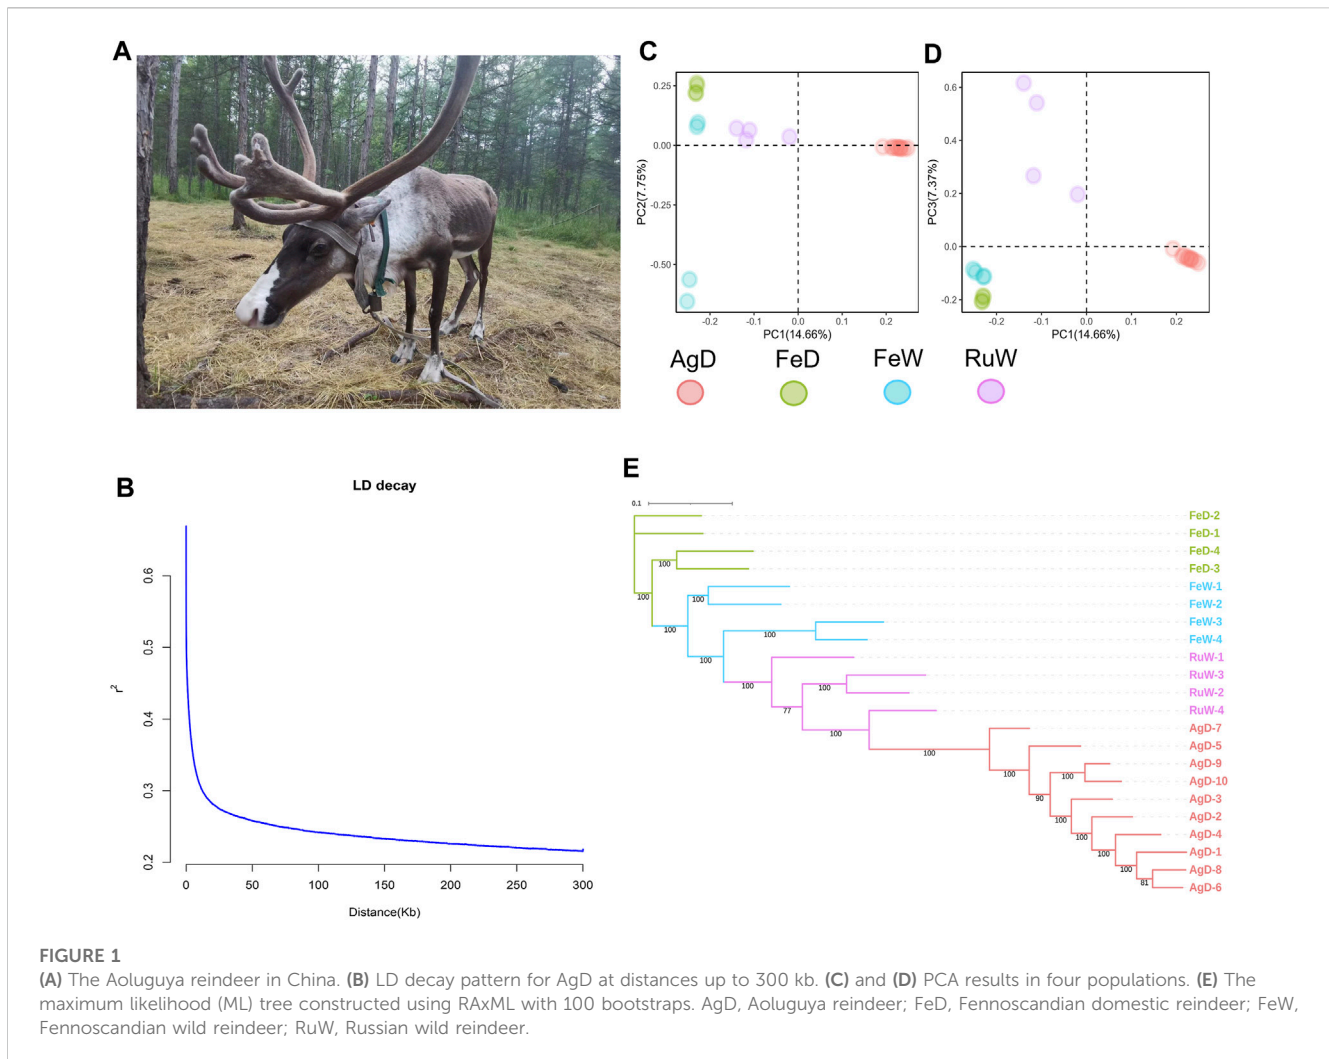 A
C
D
0.25
0.00
-0.25
-0.50
PC2(7.75%)
-0.2
-0.1
0.0
0.1
0.2
PC1(14.66%)
0.6
0.4
0.2
0.0
-0.2
PC3(7.37%)
-0.2
-0.1
0.0
0.1
0.2
PC1(14.66%)
AgD
FeD
FeW
RuW
B
LD decay
0.6
0.5
0.4
0.3
0.2
r²
0
50
100
150
200
250
300
Distance(Kb)
E
0.1
FeD-2
FeD-1
FeD-4
100
FeD-3
100
FeW-1
100
FeW-2
100
FeW-3
100
FeW-4
100
RuW-1
100
RuW-3
100
RuW-2
77
RuW-4
100
AgD-7
100
AgD-5
100
AgD-9
100
AgD-10
90
AgD-3
100
AgD-2
100
AgD-4
100
AgD-1
100
AgD-8
81
AgD-6
FIGURE 1
(A) The Aoluguya reindeer in China. (B) LD decay pattern for AgD at distances up to 300 kb. (C) and (D) PCA results in four populations. (E) The
maximum likelihood (ML) tree constructed using RAxML with 100 bootstraps. AgD, Aoluguya reindeer; FeD, Fennoscandian domestic reindeer; FeW,
Fennoscandian wild reindeer; RuW, Russian wild reindeer.